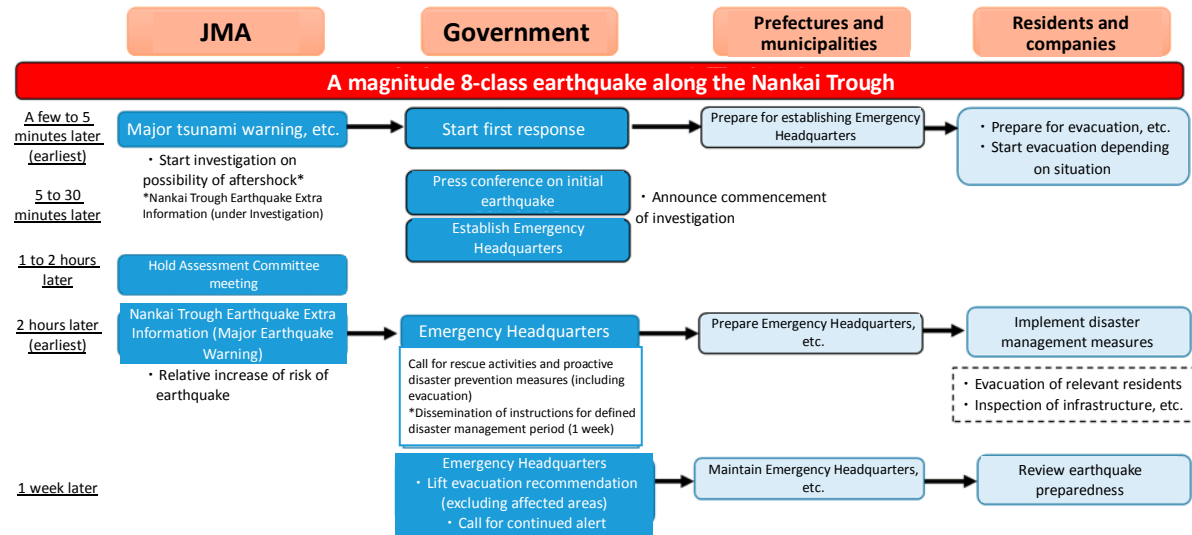 JMA
Government
Prefectures and
municipalities
Residents and
companies
A magnitude 8-class earthquake along the Nankai Trough
A few to 5
minutes later
(earliest)
Major tsunami warning, etc.
・Start investigation on
possibility of aftershock*
*Nankai Trough Earthquake Extra
Information (under Investigation)
Start first response
Prepare for establishing Emergency
Headquarters
・Prepare for evacuation, etc.
・Start evacuation depending
on situation
5 to 30
minutes later
Press conference on initial
earthquake
・Announce commencement
of investigation
Establish Emergency
Headquarters
1 to 2 hours
later
Hold Assessment Committee
meeting
2 hours later
(earliest)
Nankai Trough Earthquake Extra
Information (Major Earthquake
Warning)
・Relative increase of risk of
earthquake
Emergency Headquarters
Call for rescue activities and proactive
disaster prevention measures (including
evacuation)
*Dissemination of instructions for defined
disaster management period (1 week)
Prepare Emergency Headquarters,
etc.
Implement disaster
management measures
・Evacuation of relevant residents
・Inspection of infrastructure, etc.
1 week later
Emergency Headquarters
・Lift evacuation recommendation
(excluding affected areas)
・Call for continued alert
Maintain Emergency Headquarters,
etc.
Review earthquake
preparedness